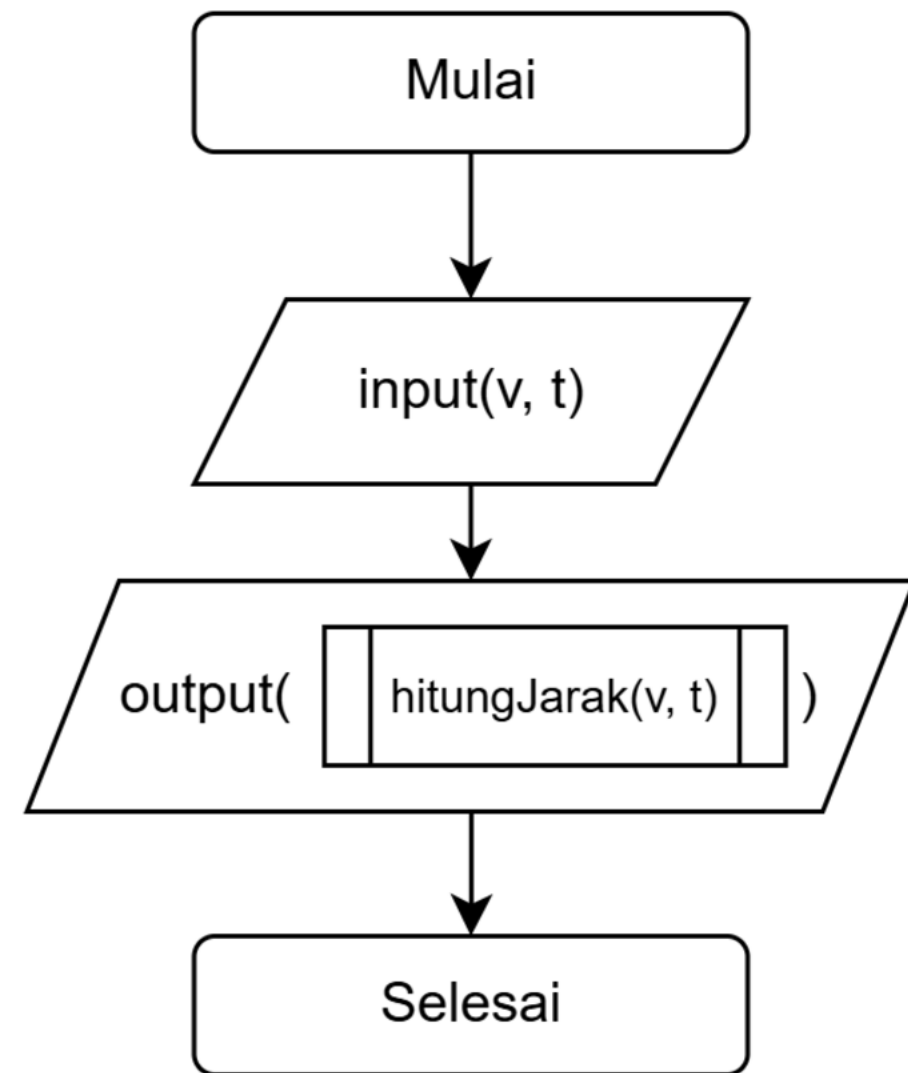 Mulai
input(v, t)
output( hitungJarak(v, t) )
Selesai